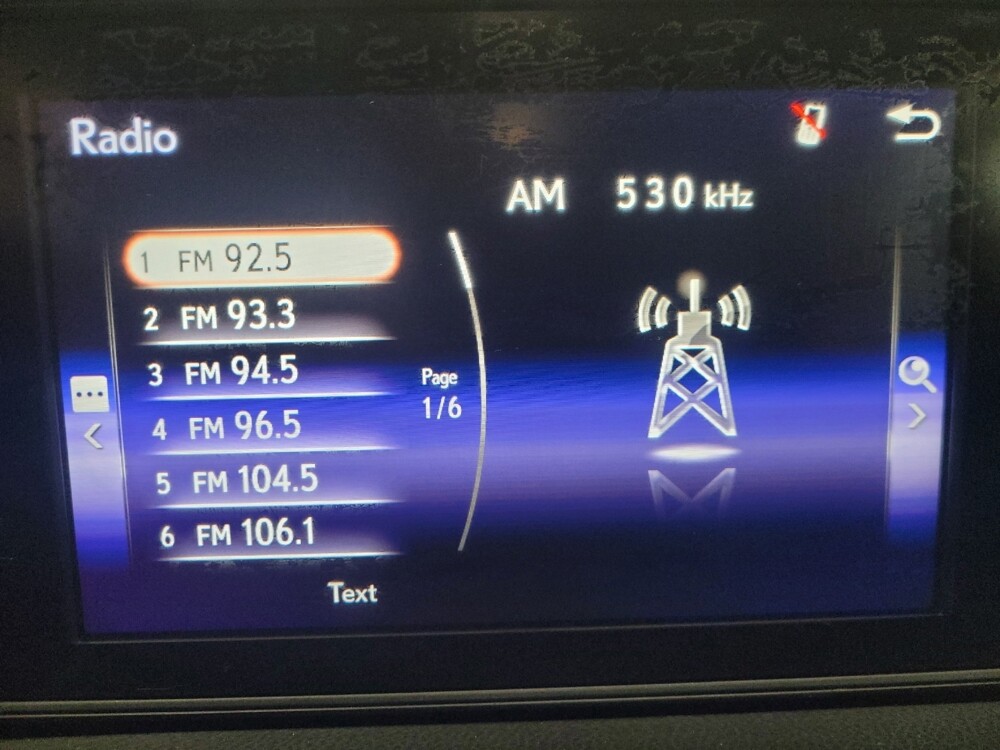 Radio
AM 530 kHz
1 FM 92.5
2 FM 93.3
3 FM 94.5
4 FM 96.5
5 FM 104.5
6 FM 106.1
Page
1/6
Text